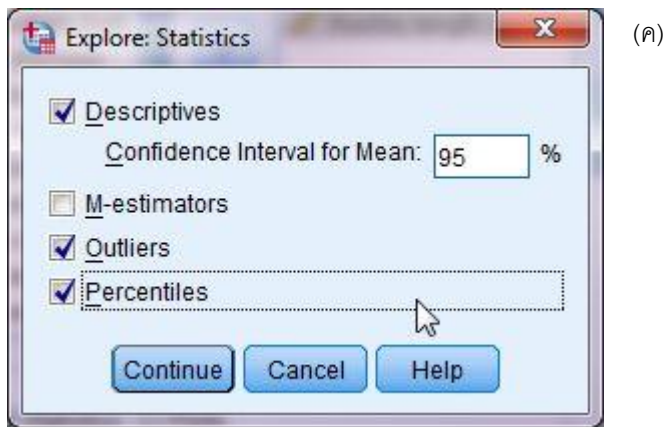 Explore: Statistics
(ค)
Descriptives
Confidence Interval for Mean: 95 %
M-estimators
Outliers
Percentiles
Continue Cancel Help